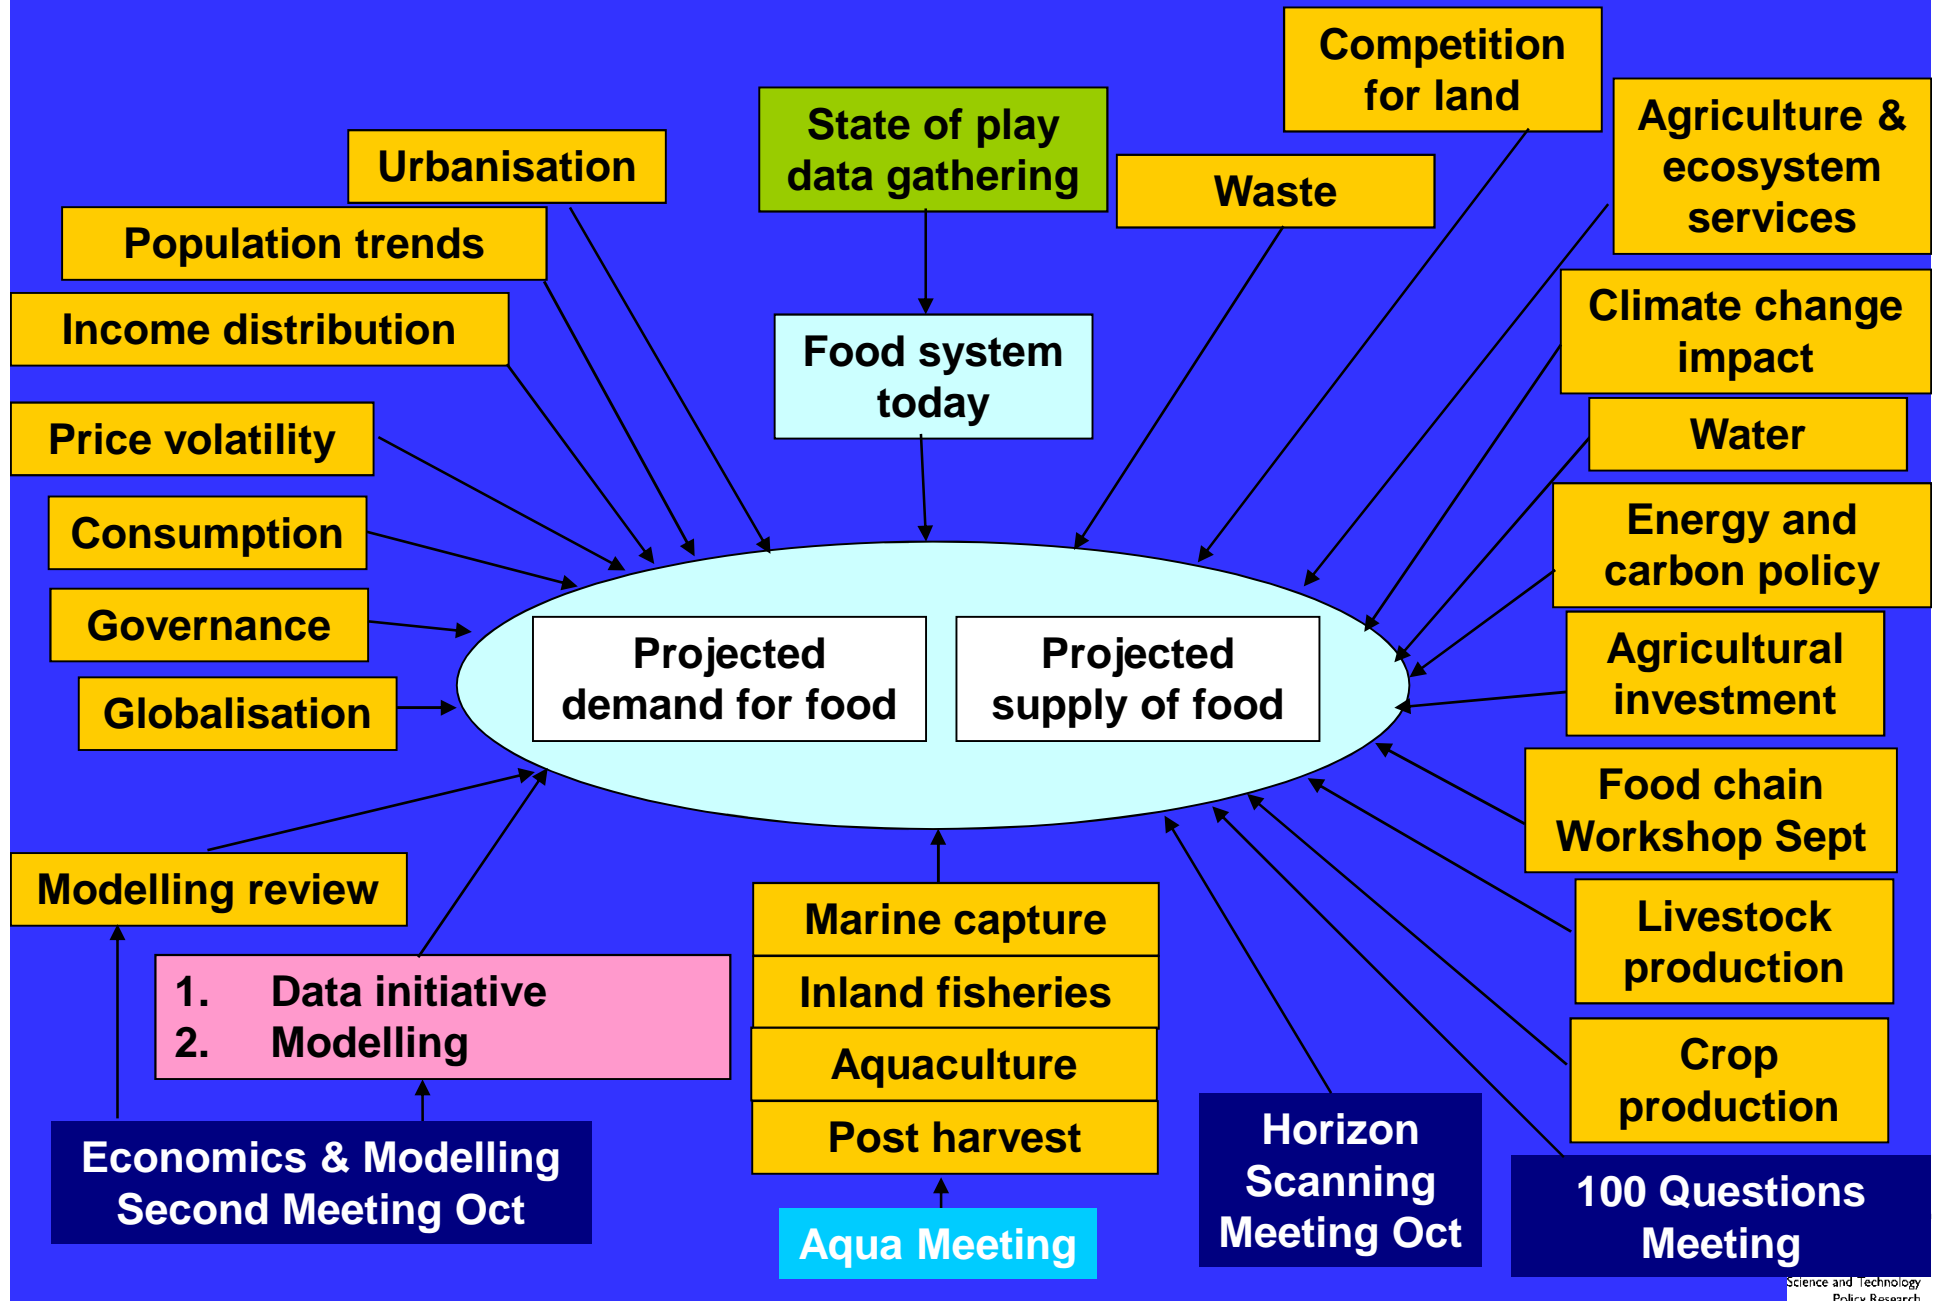 Competition
for land
State of play
data gathering
Agriculture &
ecosystem
services
Urbanisation
Waste
Population trends
Income distribution
Climate change
impact
Food system
today
Price volatility
Water
Consumption
Energy and
carbon policy
Governance
Projected
demand for food
Projected
supply of food
Agricultural
investment
Globalisation
Food chain
Workshop Sept
Modelling review
Marine capture
Livestock
production
1. Data initiative
2. Modelling
Inland fisheries
Aquaculture
Crop
production
Post harvest
Economics & Modelling
Second Meeting Oct
Horizon
Scanning
Meeting Oct
100 Questions
Meeting
Aqua Meeting
Science and Technology
Policy Research